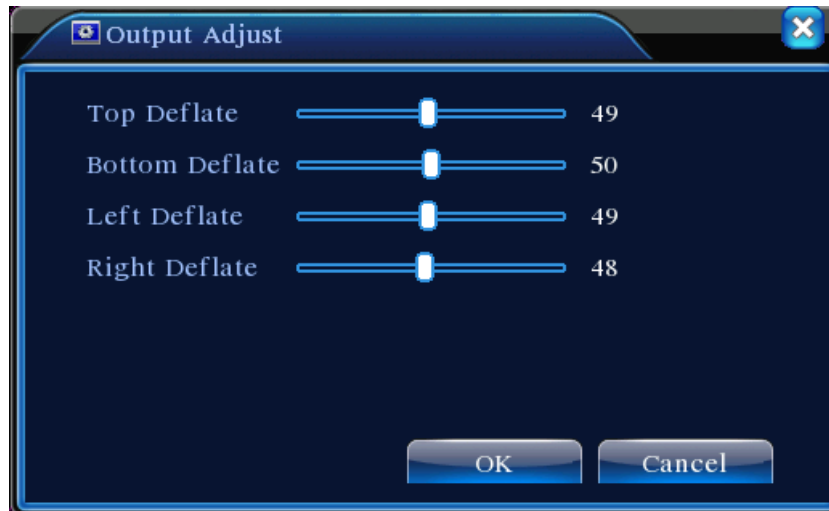 Output Adjust
Top Deflate 49
Bottom Deflate 50
Left Deflate 49
Right Deflate 48
OK Cancel